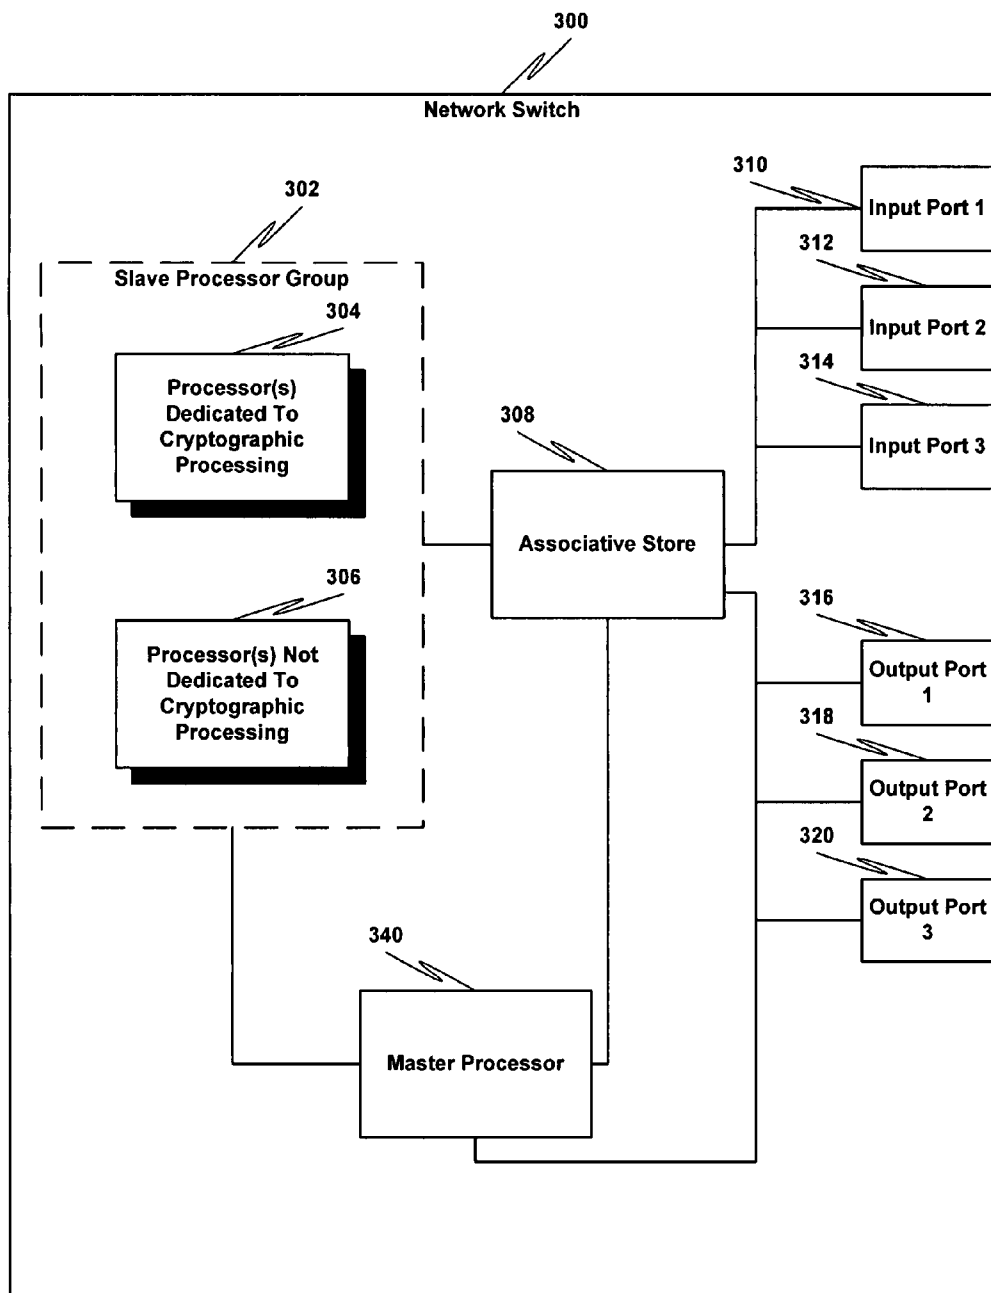 300
Network Switch
302
Slave Processor Group
304
Processor(s)
Dedicated To
Cryptographic
Processing
306
Processor(s) Not
Dedicated To
Cryptographic
Processing
308
Associative Store
310
Input Port 1
312
Input Port 2
314
Input Port 3
316
Output Port
1
318
Output Port
2
320
Output Port
3
340
Master Processor